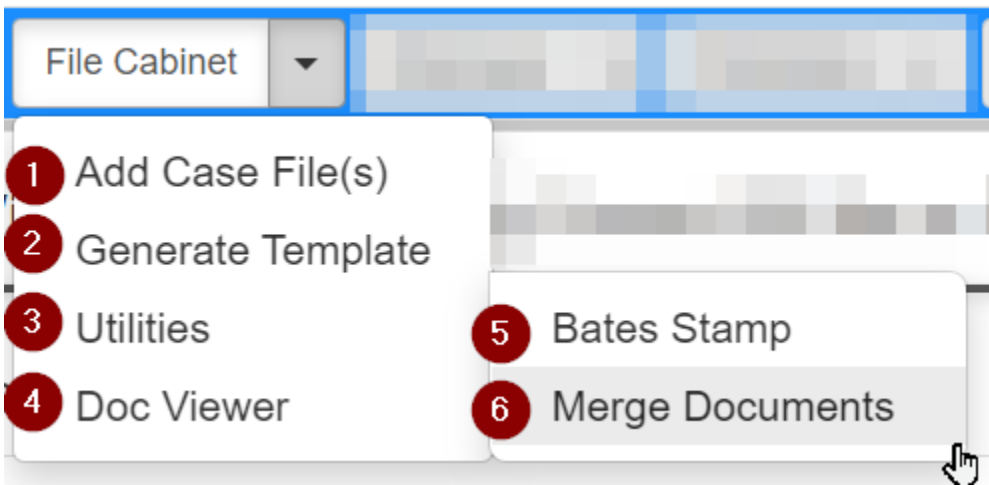 File Cabinet
1 Add Case File(s)
2 Generate Template
3 Utilities
4 Doc Viewer
5 Bates Stamp
6 Merge Documents